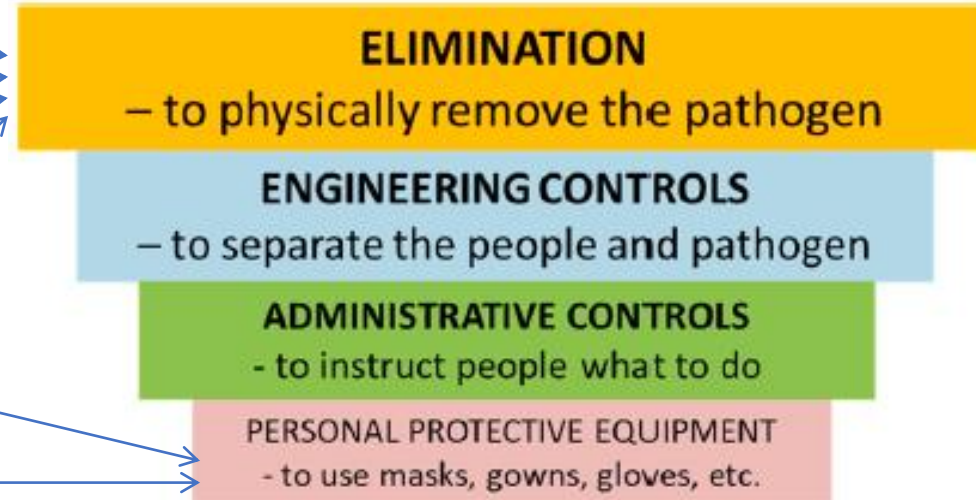 ELIMINATION
– to physically remove the pathogen
ENGINEERING CONTROLS
– to separate the people and pathogen
ADMINISTRATIVE CONTROLS
- to instruct people what to do
PERSONAL PROTECTIVE EQUIPMENT
- to use masks, gowns, gloves, etc.